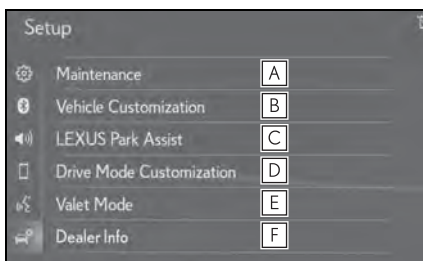 Setup
Maintenance A
Vehicle Customization B
LEXUS Park Assist C
Drive Mode Customization D
Valet Mode E
Dealer Info F